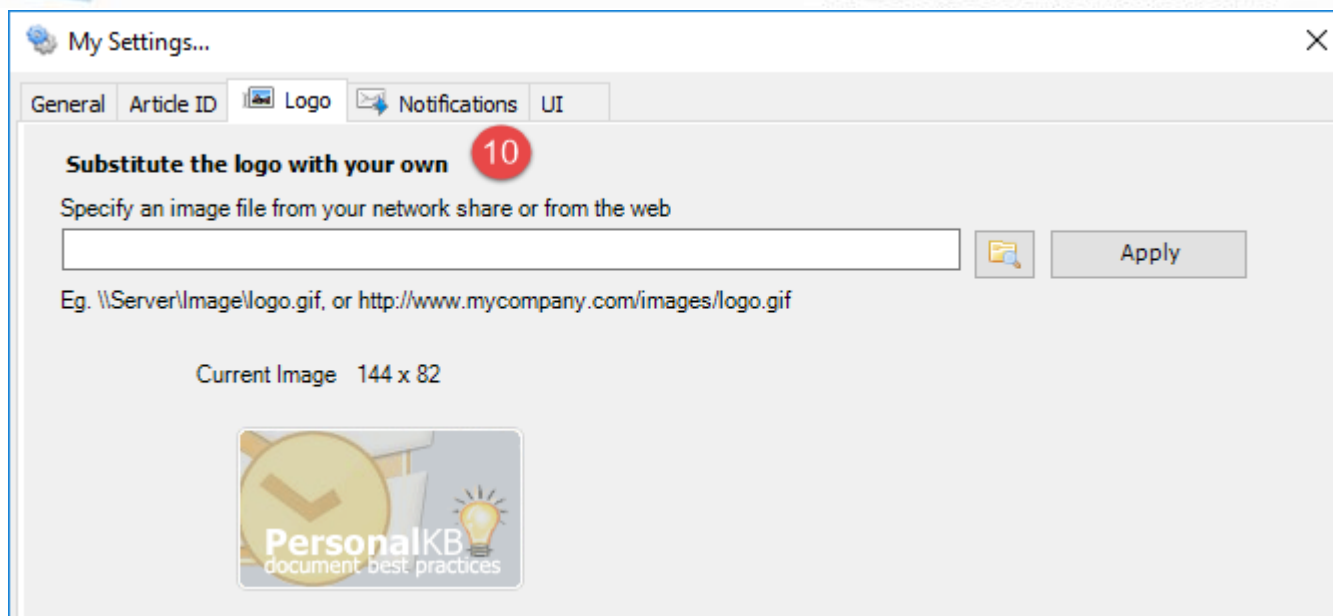 My Settings...
General Article ID Logo Notifications UI
Substitute the logo with your own 10
Specify an image file from your network share or from the web
Apply
Eg. \\Server\Image\logo.gif, or http://www.mycompany.com/images/logo.gif
Current Image 144 x 82
PersonalKB
document best practices